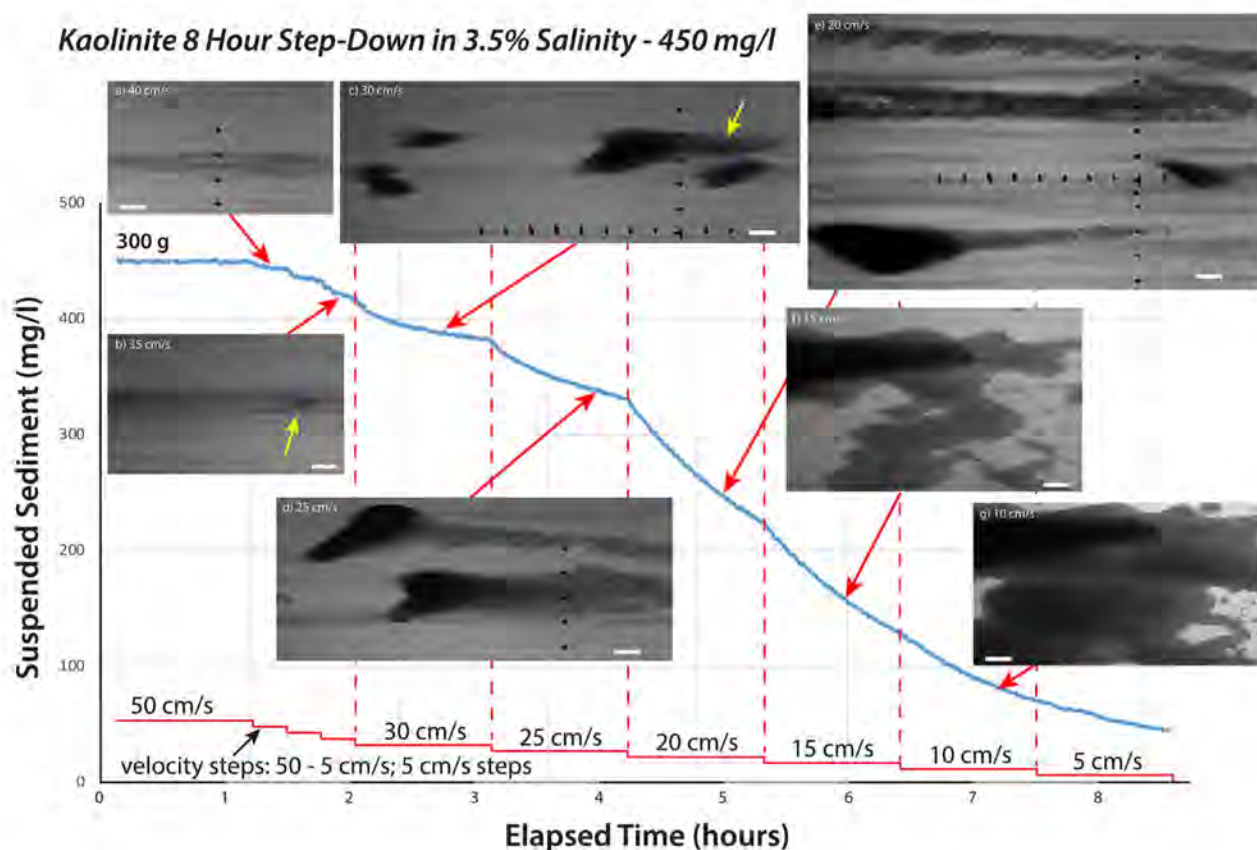 Kaolinite 8 Hour Step-Down in 3.5% Salinity - 450 mg/l
a) 40 cm/s
c) 30 cm/s
e) 20 cm/s
500
300 g
400
b) 35 cm/s
f) 15 cm/s
300
d) 25 cm/s
g) 10 cm/s
200
100
0
Suspended Sediment (mg/l)
50 cm/s
30 cm/s
25 cm/s
20 cm/s
15 cm/s
10 cm/s
5 cm/s
velocity steps: 50 - 5 cm/s; 5 cm/s steps
0 1 2 3 4 5 6 7 8
Elapsed Time (hours)